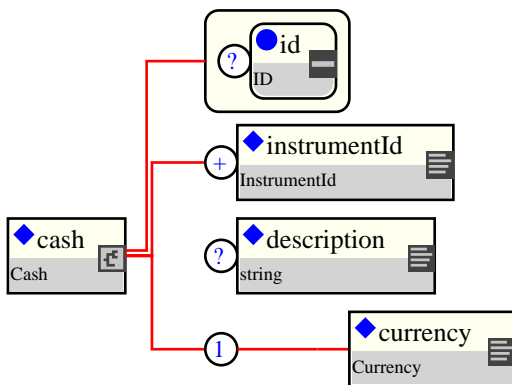 ? id
ID
+ instrumentId
InstrumentId
cash
Cash
? description
string
1 currency
Currency